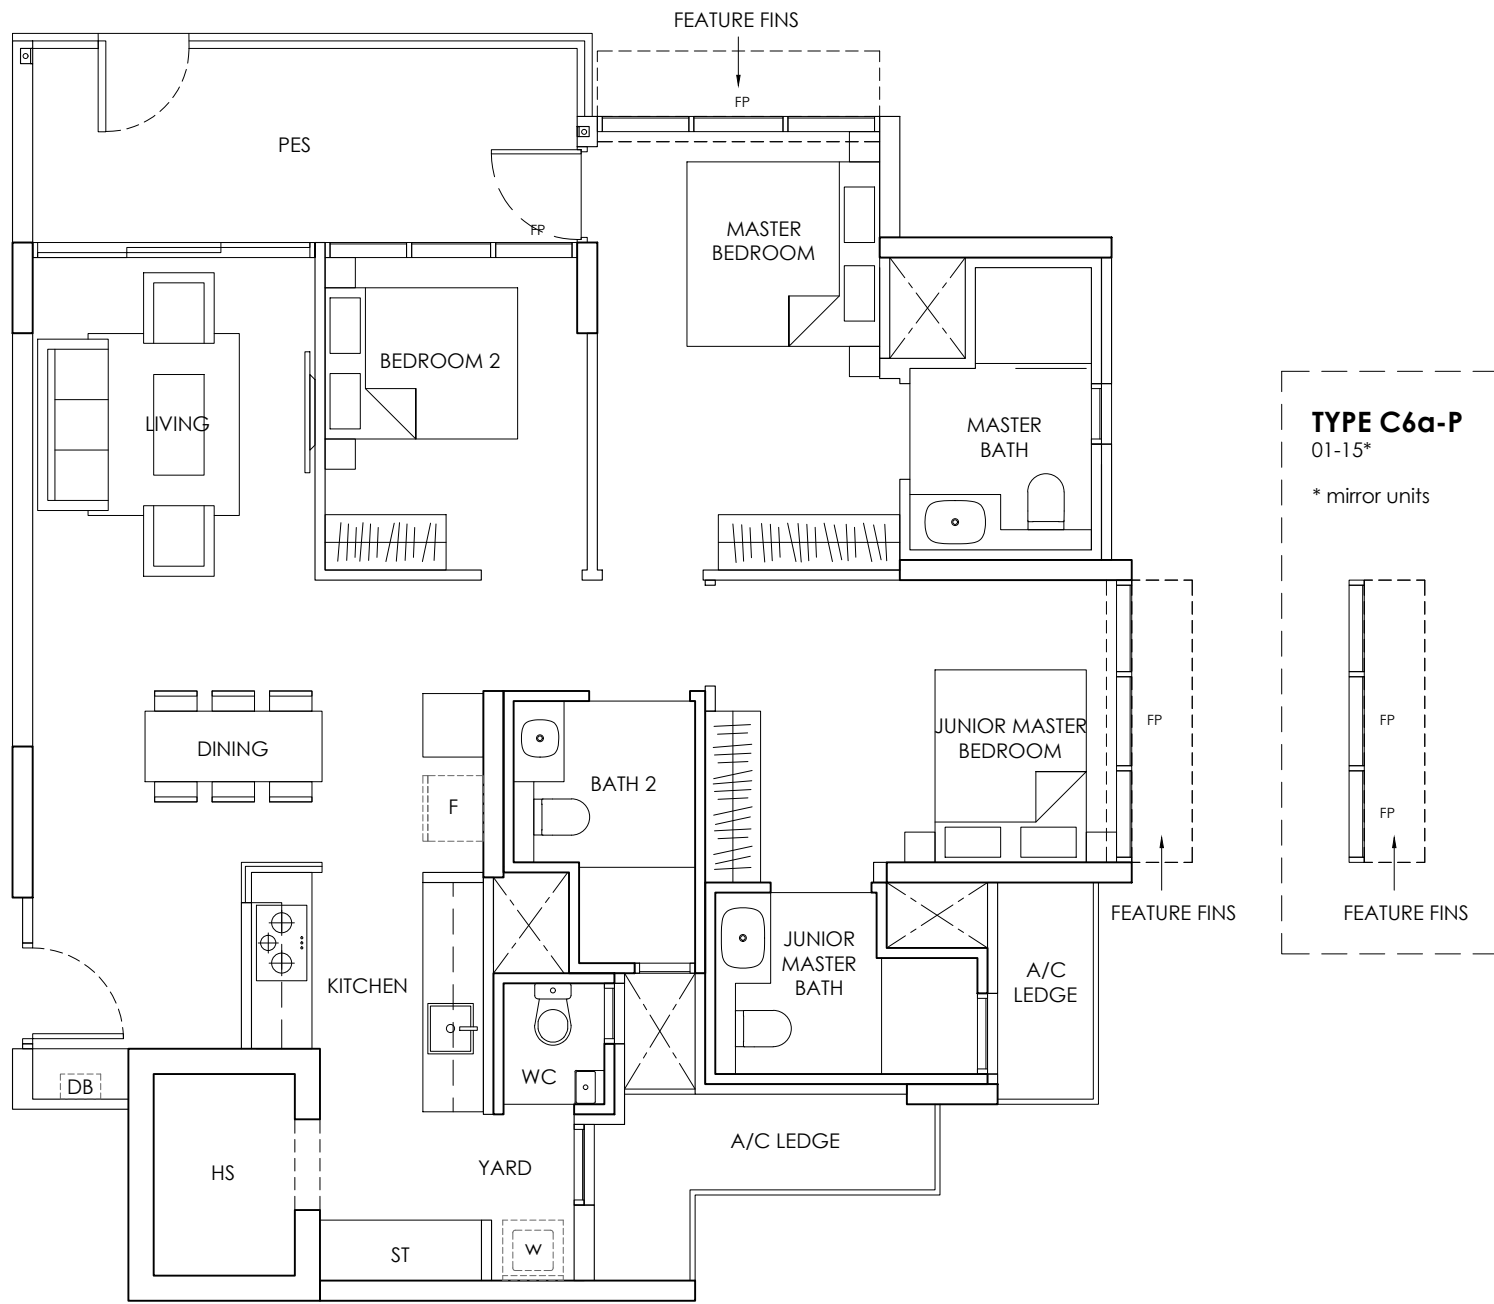 FEATURE FINS
FP
PES
FP
MASTER
BEDROOM
BEDROOM 2
LIVING
MASTER
BATH
TYPE C6a-P
01-15*
* mirror units
DINING
F
BATH 2
JUNIOR MASTER
BEDROOM
FP
FP
FP
FEATURE FINS
FEATURE FINS
KITCHEN
JUNIOR
MASTER
BATH
A/C
LEDGE
DB
WC
A/C LEDGE
HS
YARD
ST
W